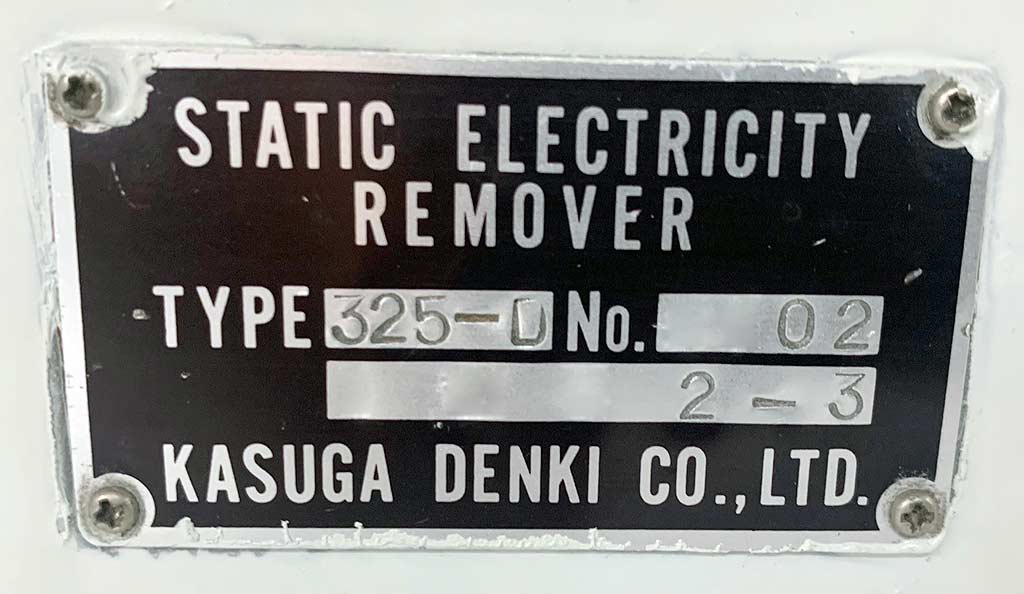 STATIC ELECTRICITY
REMOVER
TYPE 325-D No. 02
2-3
KASUGA DENKI CO., LTD.